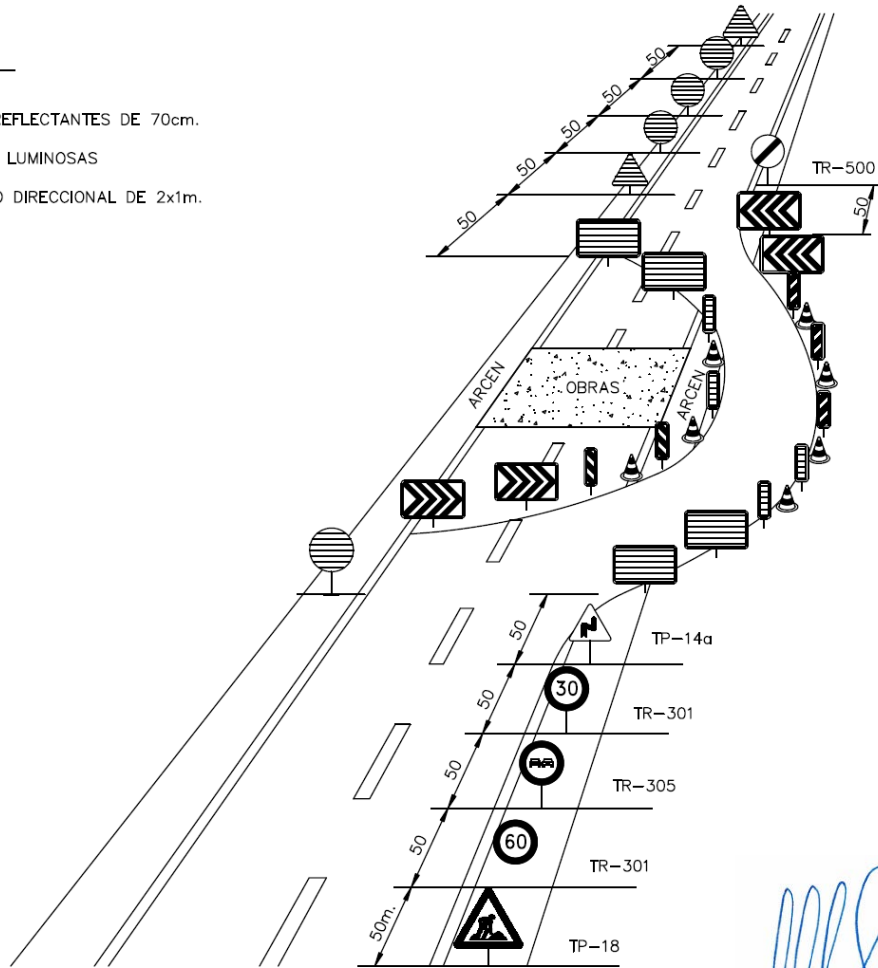 REFLECTANTES DE 70cm.
LUMINOSAS
DIRECCIONAL DE 2x1m.
50
50
50
50
50
TR-500
50
ARCEN
OBRAS
ARCEN
50
TP-14a
50
30
TR-301
50
TR-305
50
60
TR-301
50m.
TP-18